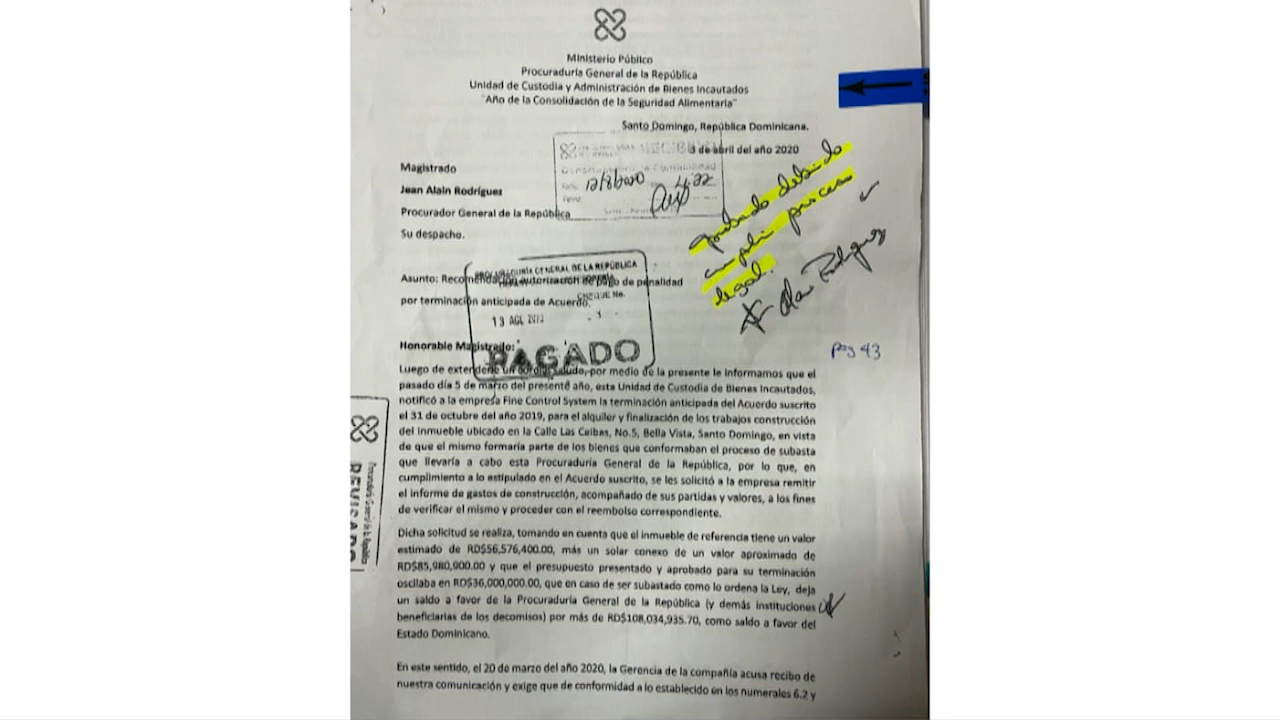 Ministerio Público
Procuraduría General de la República
Unidad de Custodia y Administración de Bienes Incautados
"Año de la Consolidación de la Seguridad Alimentaria"
Santo Domingo, República Dominicana.
3 de abril del año 2020
RECIBI
12/8/2020 4:22
Magistrado
Jean Alain Rodríguez
Procurador General de la República
Su despacho.
debido
cumplir proceso
legal.
Alain Rodríguez
PROCURADURÍA GENERAL DE LA REPÚBLICA
Asunto: Recomendación autorización de pago de penalidad
CHEQUE No.
por terminación anticipada de Acuerdo.
13 AGO
PAGADO
pag 43
Honorable Magistrado:
Luego de extenderle un cordial saludo, por medio de la presente le informamos que el
pasado día 5 de marzo del presente año, esta Unidad de Custodia de Bienes Incautados,
notificó a la empresa Fine Control System la terminación anticipada del Acuerdo suscrito
el 31 de octubre del año 2019, para el alquiler y finalización de los trabajos construcción
del inmueble ubicado en la Calle Las Ceibas, No.5, Bella Vista, Santo Domingo, en vista
de que el mismo formaría parte de los bienes que conformaban el proceso de subasta
que llevaría a cabo esta Procuraduría General de la República, por lo que, en
cumplimiento a lo estipulado en el Acuerdo suscrito, se les solicitó a la empresa remitir
el informe de gastos de construcción, acompañado de sus partidas y valores, a los fines
de verificar el mismo y proceder con el reembolso correspondiente.
Procuraduría General de la República
REVISADO
Dicha solicitud se realiza, tomando en cuenta que el inmueble de referencia tiene un valor
estimado de RD$56,576,400.00, más un solar conexo de un valor aproximado de
RD$85,980,900.00 y que el presupuesto presentado y aprobado para su terminación
oscilaba en RD$36,000,000.00, que en caso de ser subastado como lo ordena la Ley, deja
un saldo a favor de la Procuraduría General de la República (y demás instituciones
beneficiarias de los decomisos) por más de RD$108,034,935.70, como saldo a favor del
Estado Dominicano.
En este sentido, el 20 de marzo del año 2020, la Gerencia de la compañía acusa recibo de
nuestra comunicación y exige que de conformidad a lo establecido en los numerales 6.2 y